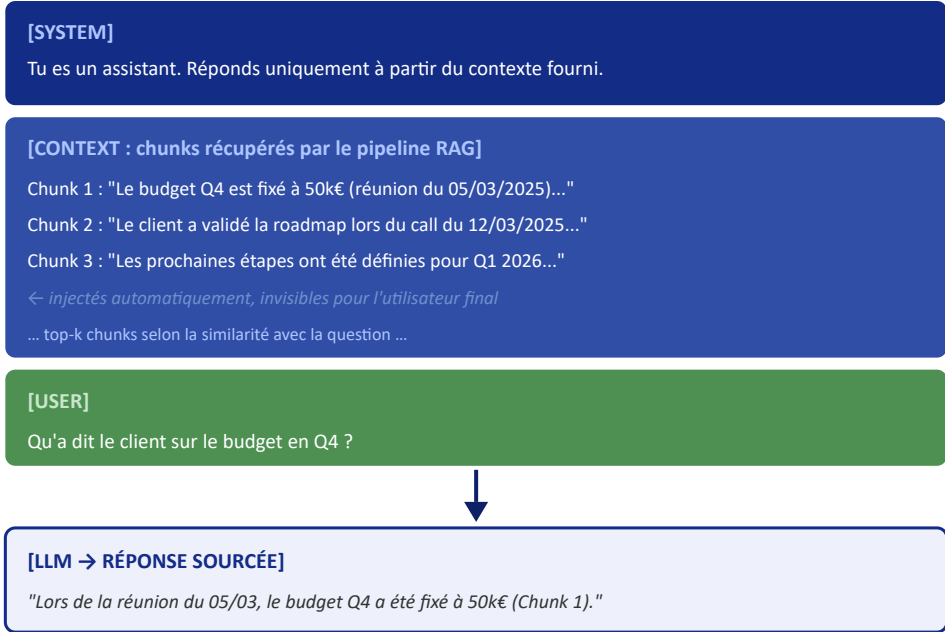 [SYSTEM]
Tu es un assistant. Réponds uniquement à partir du contexte fourni.
[CONTEXT : chunks récupérés par le pipeline RAG]
Chunk 1 : "Le budget Q4 est fixé à 50k€ (réunion du 05/03/2025)..."
Chunk 2 : "Le client a validé la roadmap lors du call du 12/03/2025..."
Chunk 3 : "Les prochaines étapes ont été définies pour Q1 2026..."
← injectés automatiquement, invisibles pour l'utilisateur final
… top-k chunks selon la similarité avec la question …
[USER]
Qu'a dit le client sur le budget en Q4 ?
[LLM → RÉPONSE SOURCÉE]
"Lors de la réunion du 05/03, le budget Q4 a été fixé à 50k€ (Chunk 1)."